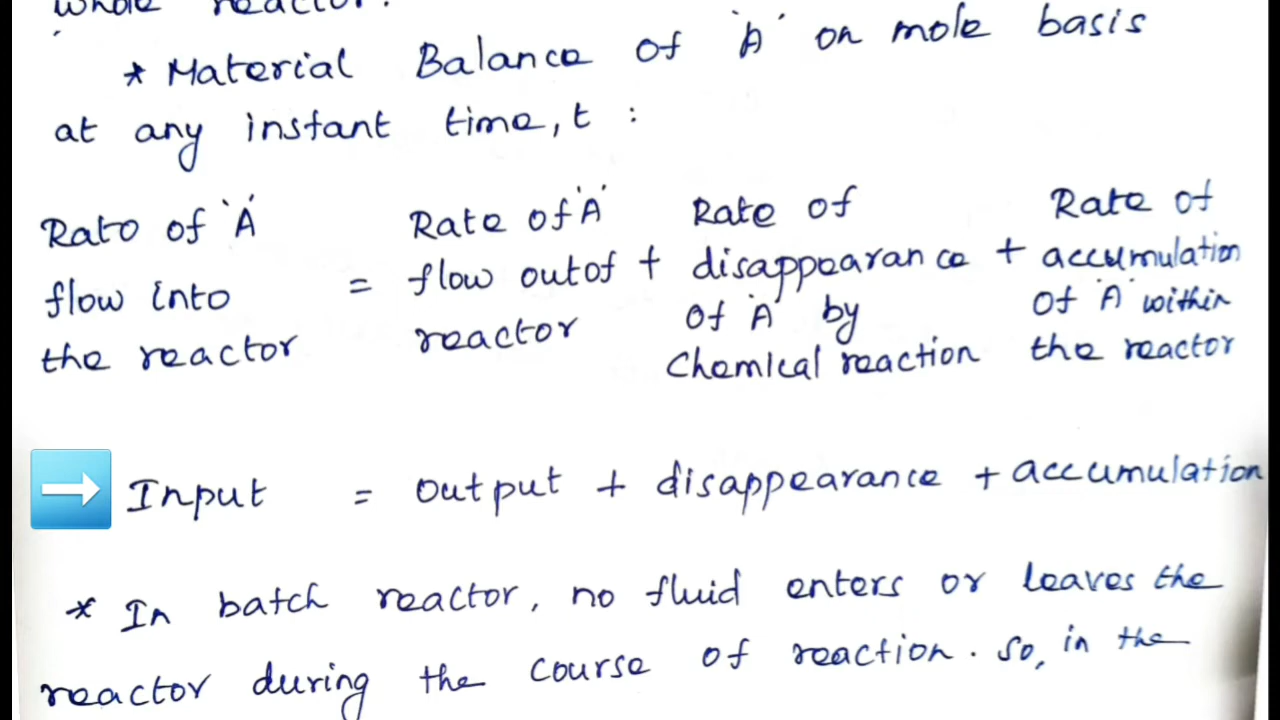 whole reactor.
* Material Balance of 'A' on mole basis
at any instant time, t :
Rate of 'A' flow into the reactor = Rate of 'A' flow out of reactor + Rate of disappearance of 'A' by Chemical reaction + Rate of accumulation of 'A' within the reactor
➡ Input = output + disappearance + accumulation
* In batch reactor, no fluid enters or leaves the
reactor during the course of reaction. so, in the